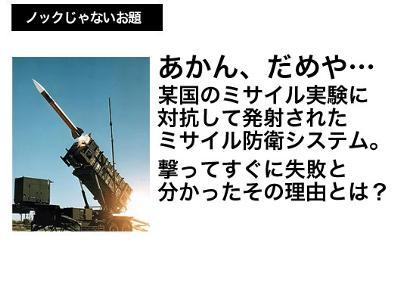 ノックじゃないお題
あかん、だめや…
某国のミサイル実験に
対抗して発射された
ミサイル防衛システム。
撃ってすぐに失敗と
分かったその理由とは？